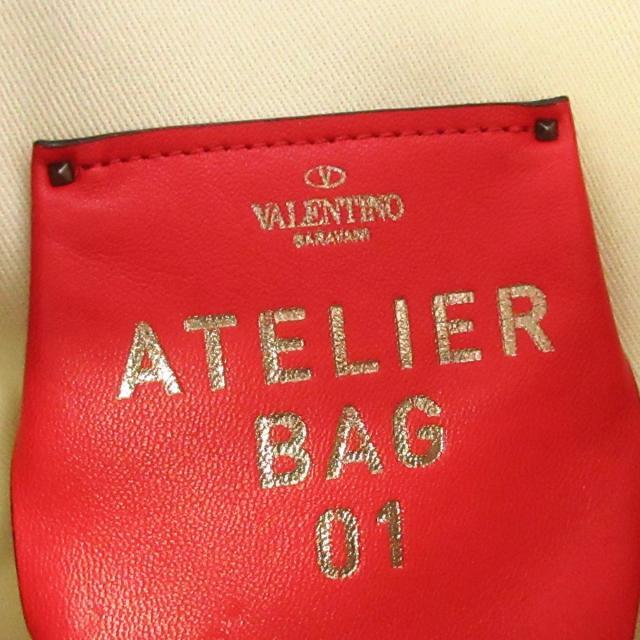 VALENTINO
GARAVANI
ATELIER
BAG
01